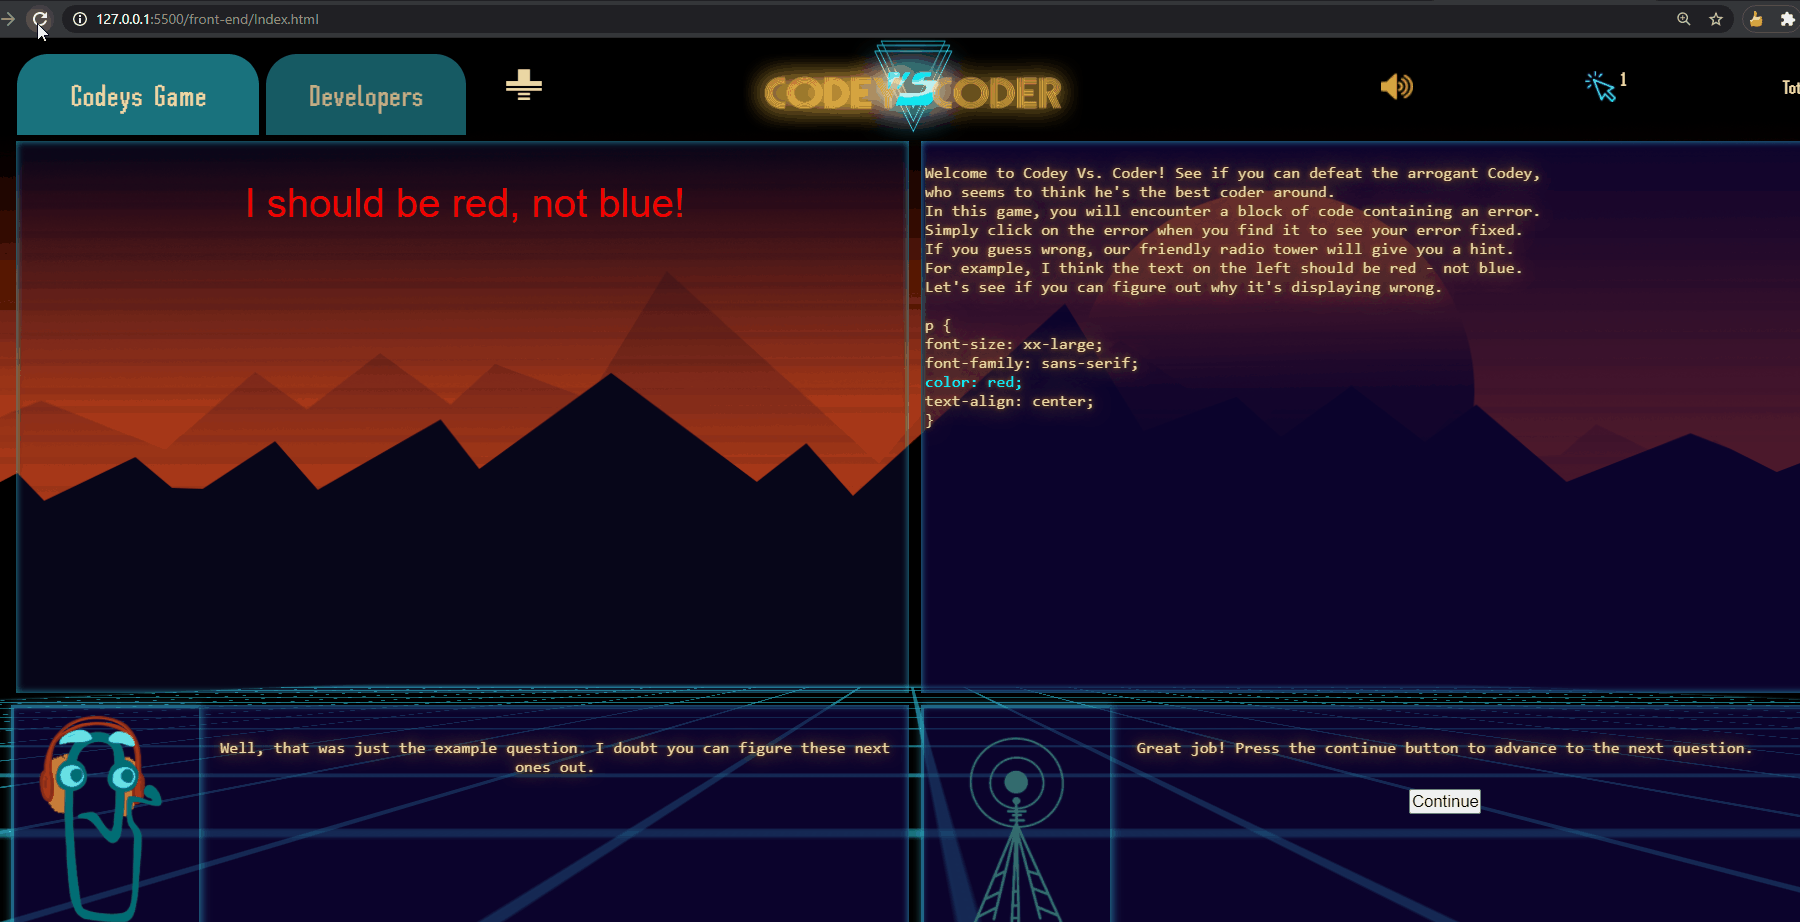 127.0.0.1:5500/front-end/Index.html
Codeys Game
Developers
CODEY VS CODER
1
Tot
I should be red, not blue!
Welcome to Codey Vs. Coder! See if you can defeat the arrogant Codey,
who seems to think he's the best coder around.
In this game, you will encounter a block of code containing an error.
Simply click on the error when you find it to see your error fixed.
If you guess wrong, our friendly radio tower will give you a hint.
For example, I think the text on the left should be red - not blue.
Let's see if you can figure out why it's displaying wrong.
p {
font-size: xx-large;
font-family: sans-serif;
color: red;
text-align: center;
}
Well, that was just the example question. I doubt you can figure these next
ones out.
Great job! Press the continue button to advance to the next question.
Continue